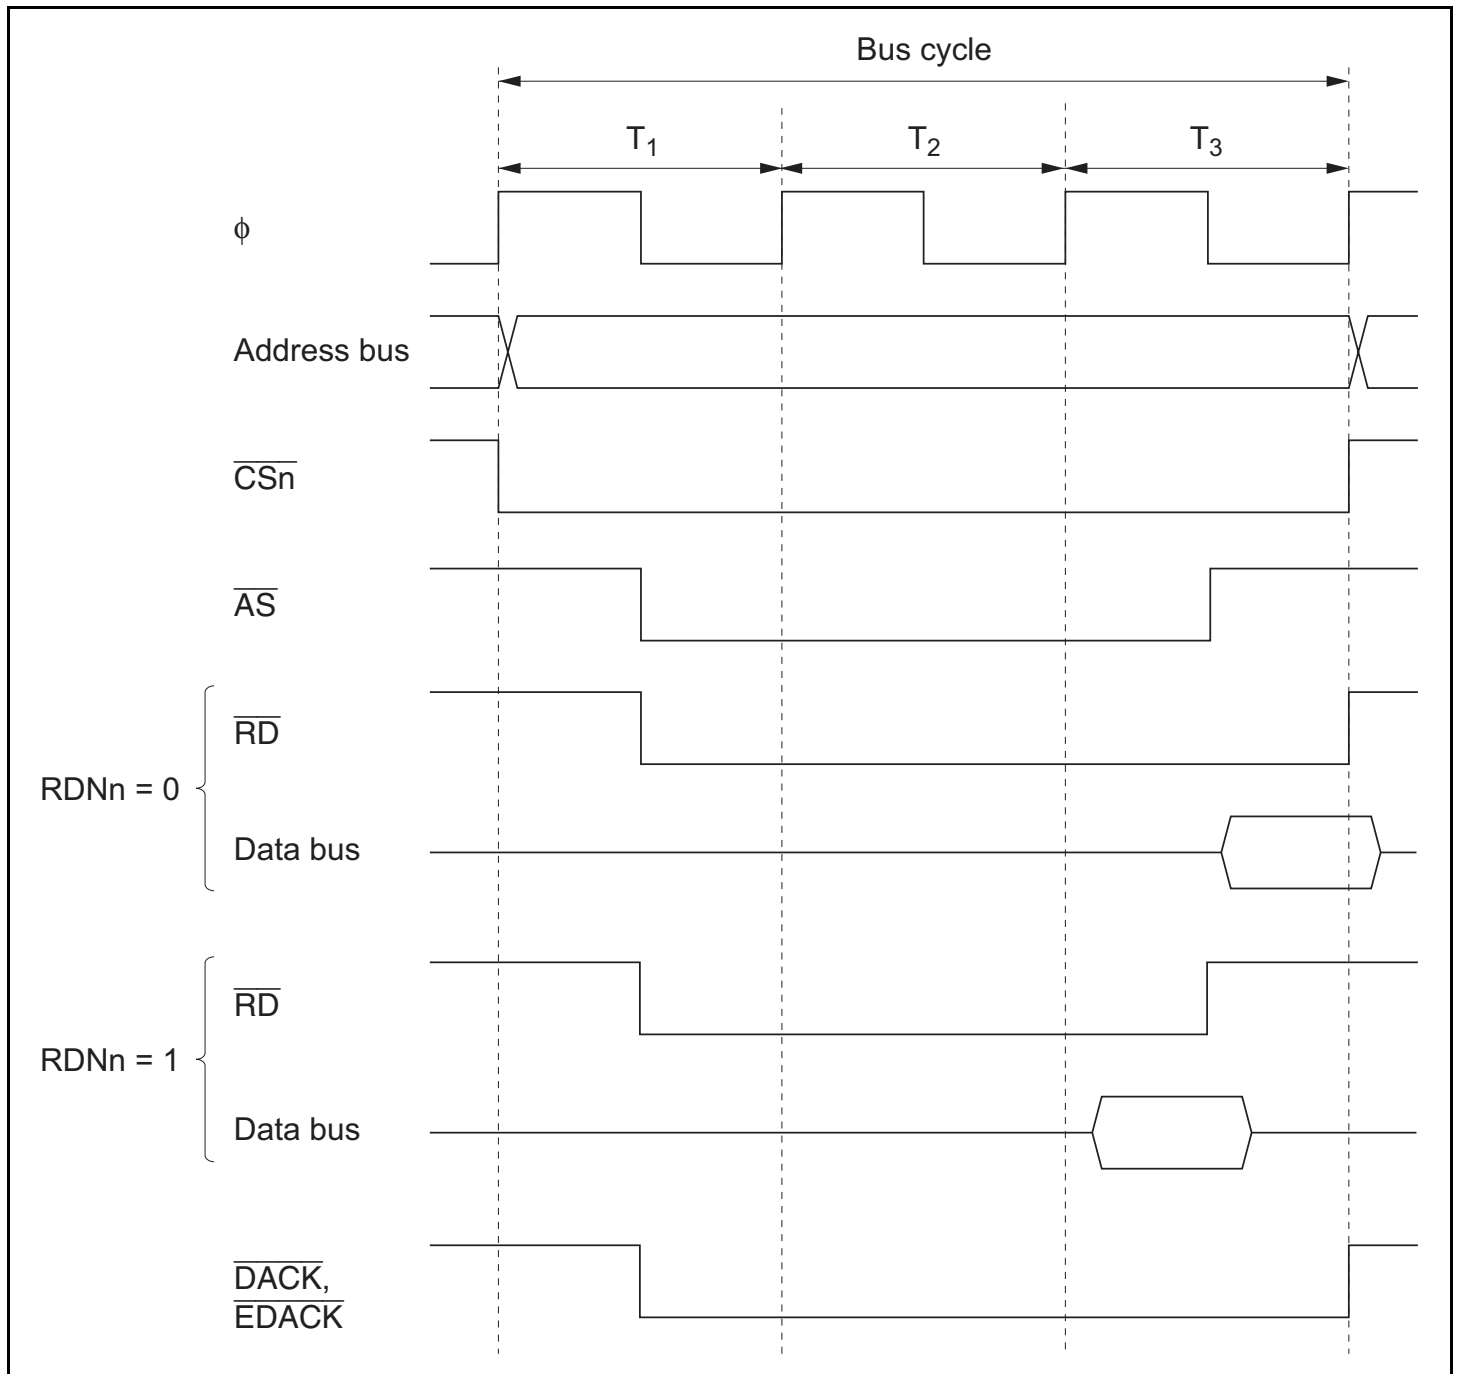 Bus cycle
T1
T2
T3
ϕ
Address bus
CSn
AS
RD
RDNn = 0
Data bus
RD
RDNn = 1
Data bus
DACK,
EDACK